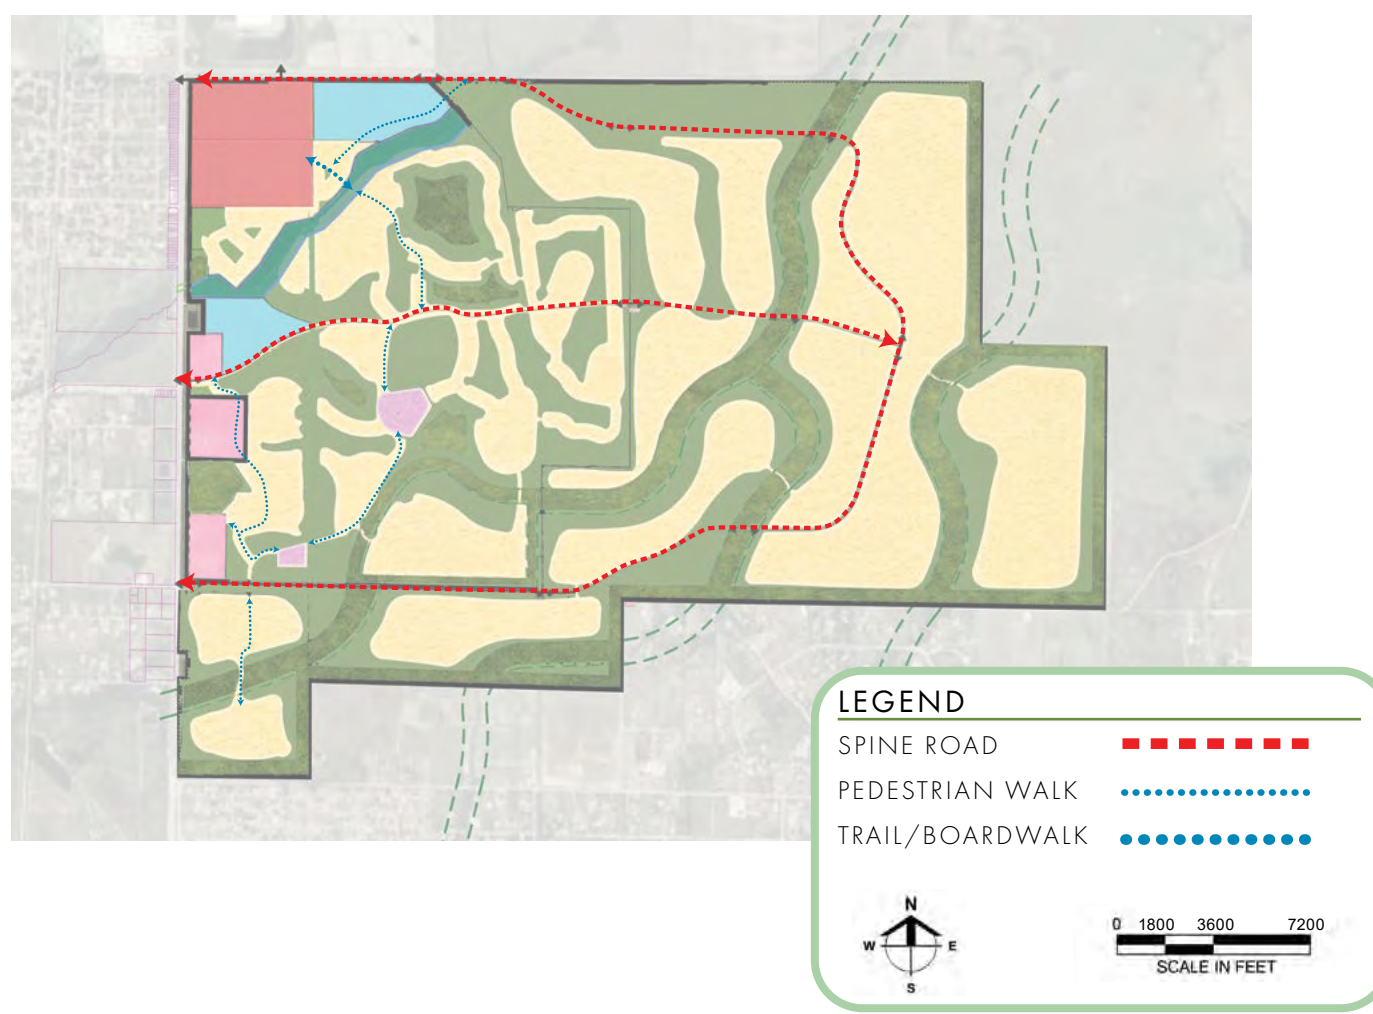 LEGEND
SPINE ROAD
PEDESTRIAN WALK
TRAIL/BOARDWALK
N
W E
S
0 1800 3600 7200
SCALE IN FEET